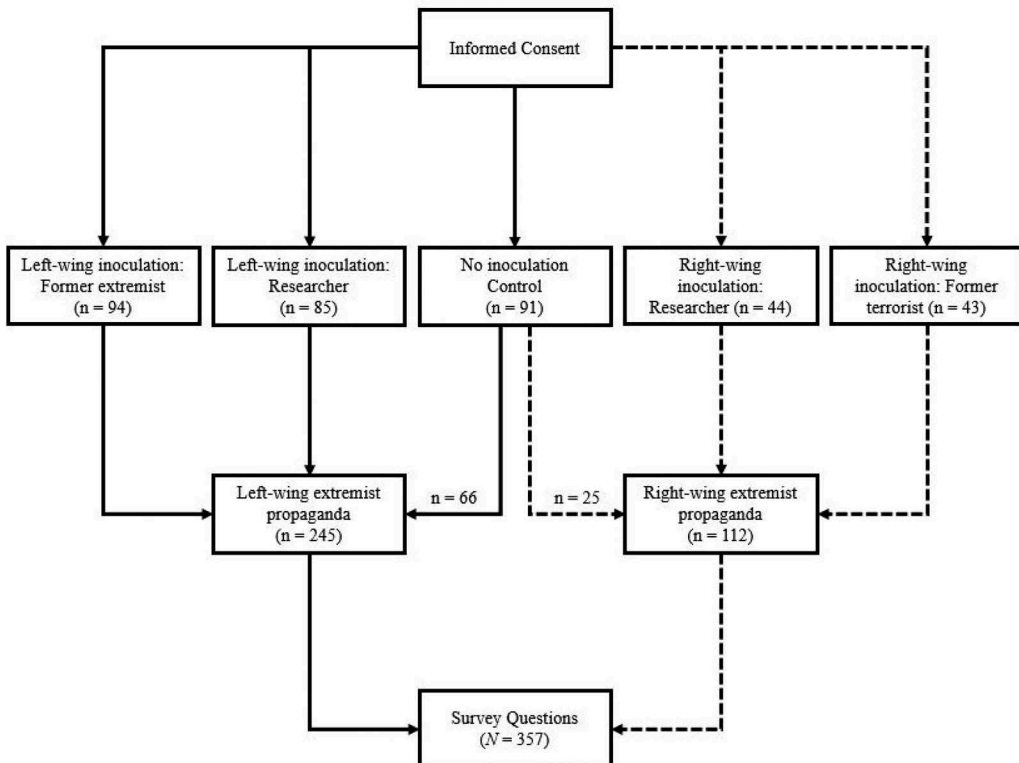 Informed Consent
Left-wing inoculation:
Former extremist
(n = 94)
Left-wing inoculation:
Researcher
(n = 85)
No inoculation
Control
(n = 91)
Right-wing
inoculation:
Researcher (n = 44)
Right-wing
inoculation: Former
terrorist (n = 43)
Left-wing extremist
propaganda
(n = 245)
n = 66
n = 25
Right-wing extremist
propaganda
(n = 112)
Survey Questions
(N = 357)